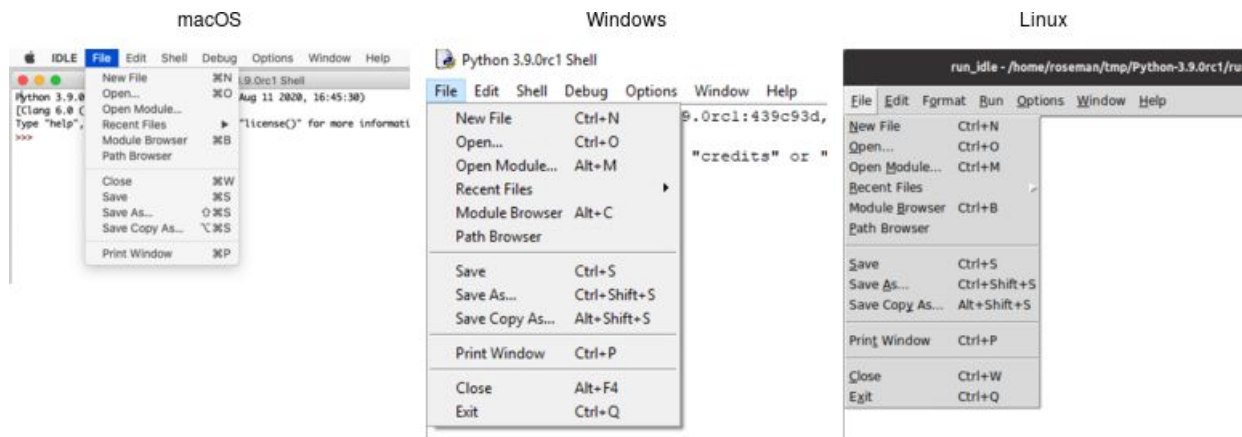 macOS
Windows
Linux
IDLE File Edit Shell Debug Options Window Help
3.9.0rc1 Shell
Python 3.9.0
Aug 11 2020, 16:45:30)
[Clang 6.0 (
Type "help",
"license()" for more informati
>>>
New File ⌘N
Open... ⌘O
Open Module...
Recent Files ▶
Module Browser ⌘B
Path Browser
Close ⌘W
Save ⌘S
Save As... ⇧⌘S
Save Copy As... ⌥⌘S
Print Window ⌘P
Python 3.9.0rc1 Shell
File Edit Shell Debug Options Window Help
9.0rc1:439c93d,
"credits" or "
New File Ctrl+N
Open... Ctrl+O
Open Module... Alt+M
Recent Files
Module Browser Alt+C
Path Browser
Save Ctrl+S
Save As... Ctrl+Shift+S
Save Copy As... Alt+Shift+S
Print Window Ctrl+P
Close Alt+F4
Exit Ctrl+Q
run_idle - /home/roseman/tmp/Python-3.9.0rc1/ru
File Edit Format Run Options Window Help
New File Ctrl+N
Open... Ctrl+O
Open Module... Ctrl+M
Recent Files
Module Browser Ctrl+B
Path Browser
Save Ctrl+S
Save As... Ctrl+Shift+S
Save Copy As... Alt+Shift+S
Print Window Ctrl+P
Close Ctrl+W
Exit Ctrl+Q